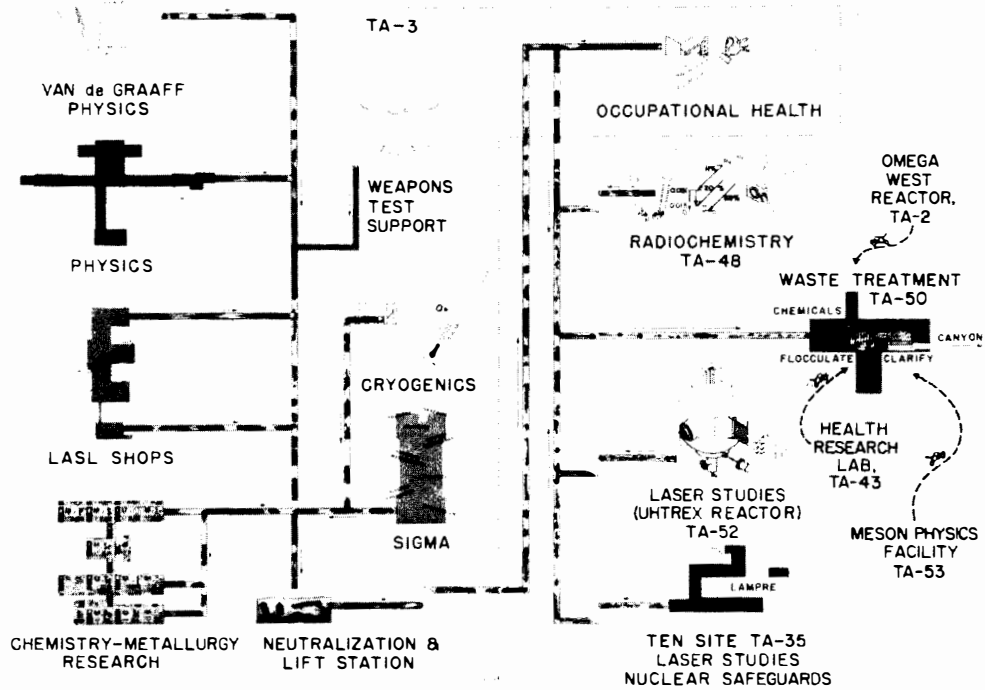 TA-3
VAN de GRAAFF
PHYSICS
OCCUPATIONAL HEALTH
WEAPONS
TEST
SUPPORT
OMEGA
WEST
REACTOR,
TA-2
PHYSICS
RADIOCHEMISTRY
TA-48
WASTE TREATMENT
TA-50
CHEMICALS
CANYON
FLOCCULATE
CLARIFY
CRYOGENICS
LASL SHOPS
HEALTH
RESEARCH
LAB,
TA-43
LASER STUDIES
(UHTREX REACTOR)
TA-52
SIGMA
MESON PHYSICS
FACILITY
TA-53
LAMPRE
CHEMISTRY-METALLURGY
RESEARCH
NEUTRALIZATION &
LIFT STATION
TEN SITE TA-35
LASER STUDIES
NUCLEAR SAFEGUARDS